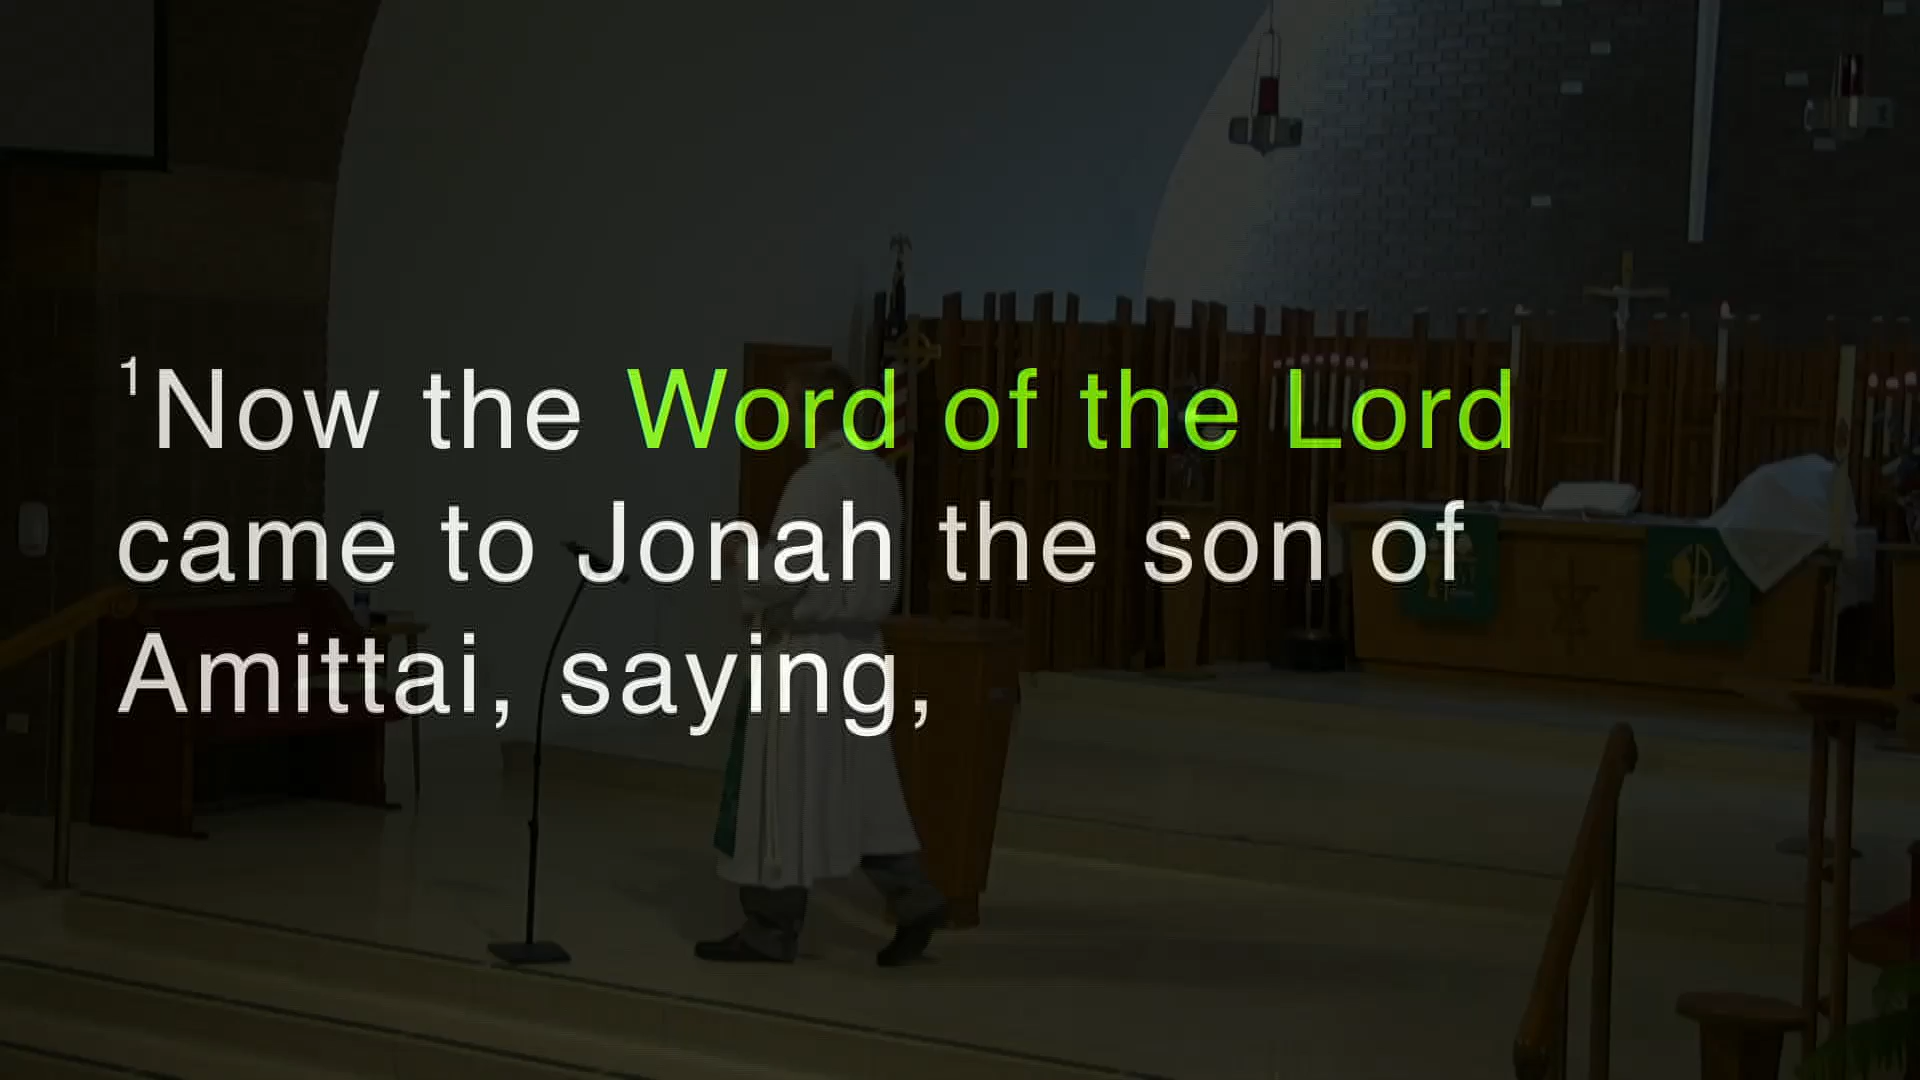 ¹Now the Word of the Lord
came to Jonah the son of
Amittai, saying,